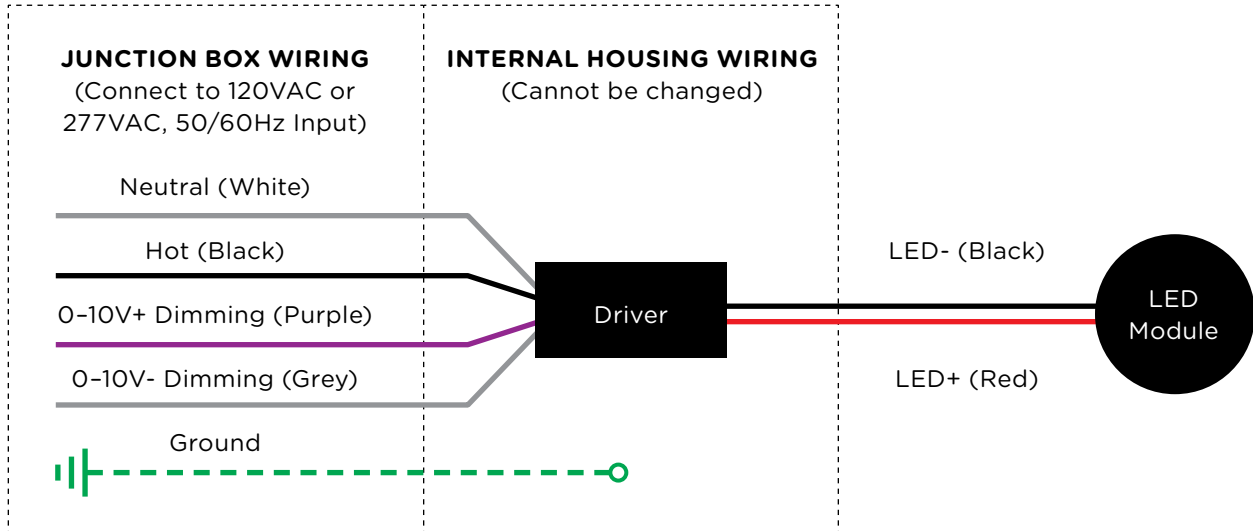 JUNCTION BOX WIRING
(Connect to 120VAC or
277VAC, 50/60Hz Input)
INTERNAL HOUSING WIRING
(Cannot be changed)
Neutral (White)
Hot (Black)
0–10V+ Dimming (Purple)
0–10V- Dimming (Grey)
Ground
Driver
LED- (Black)
LED+ (Red)
LED
Module